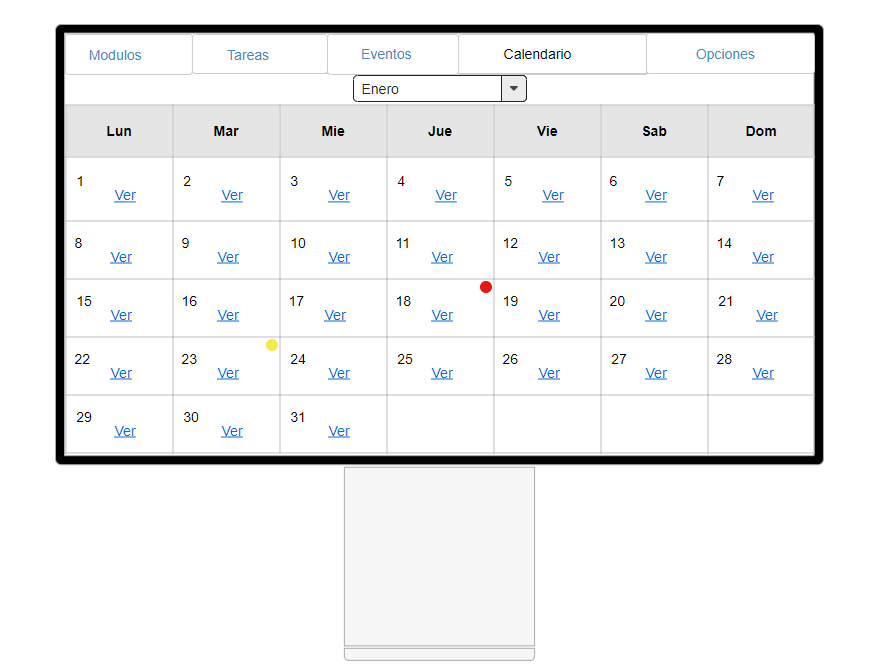 Modulos Tareas Eventos Calendario Opciones
Enero
Lun Mar Mie Jue Vie Sab Dom
1 2 3 4 5 6 7
Ver Ver Ver Ver Ver Ver Ver
8 9 10 11 12 13 14
Ver Ver Ver Ver Ver Ver Ver
15 16 17 18 19 20 21
Ver Ver Ver Ver Ver Ver Ver
22 23 24 25 26 27 28
Ver Ver Ver Ver Ver Ver Ver
29 30 31
Ver Ver Ver